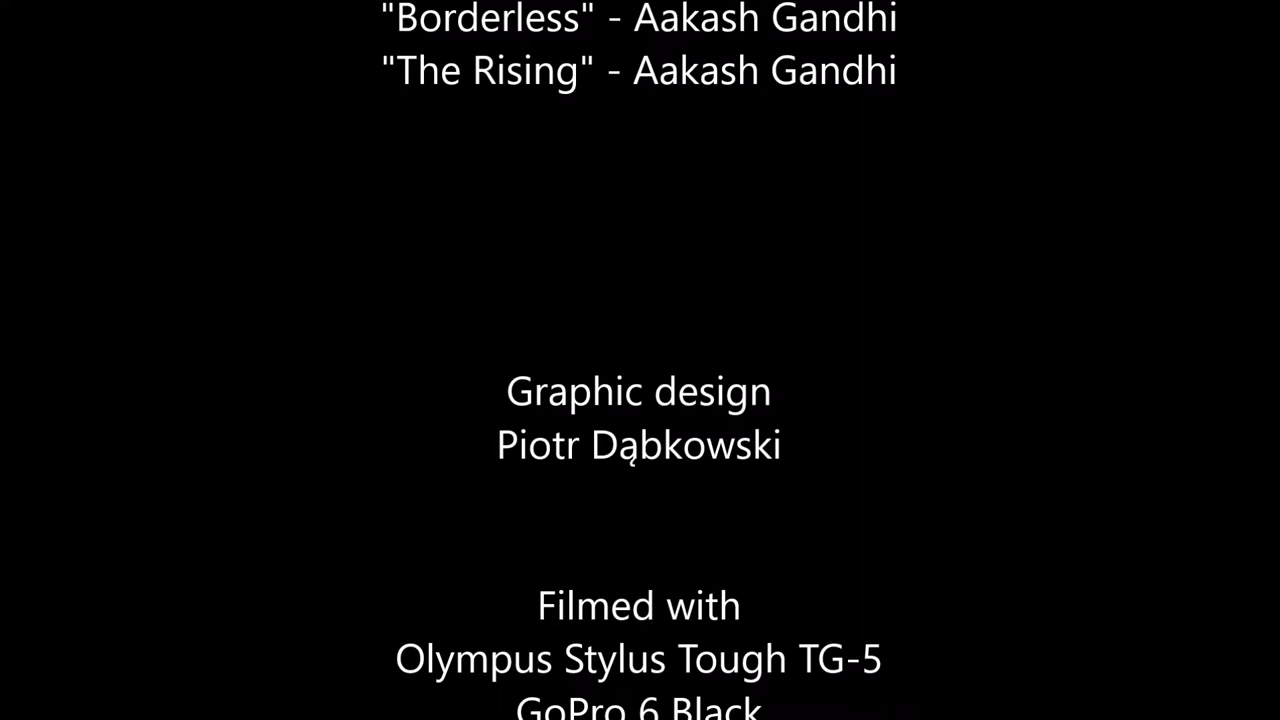 "Borderless" - Aakash Gandhi
"The Rising" - Aakash Gandhi
Graphic design
Piotr Dąbkowski
Filmed with
Olympus Stylus Tough TG-5
GoPro 6 Black